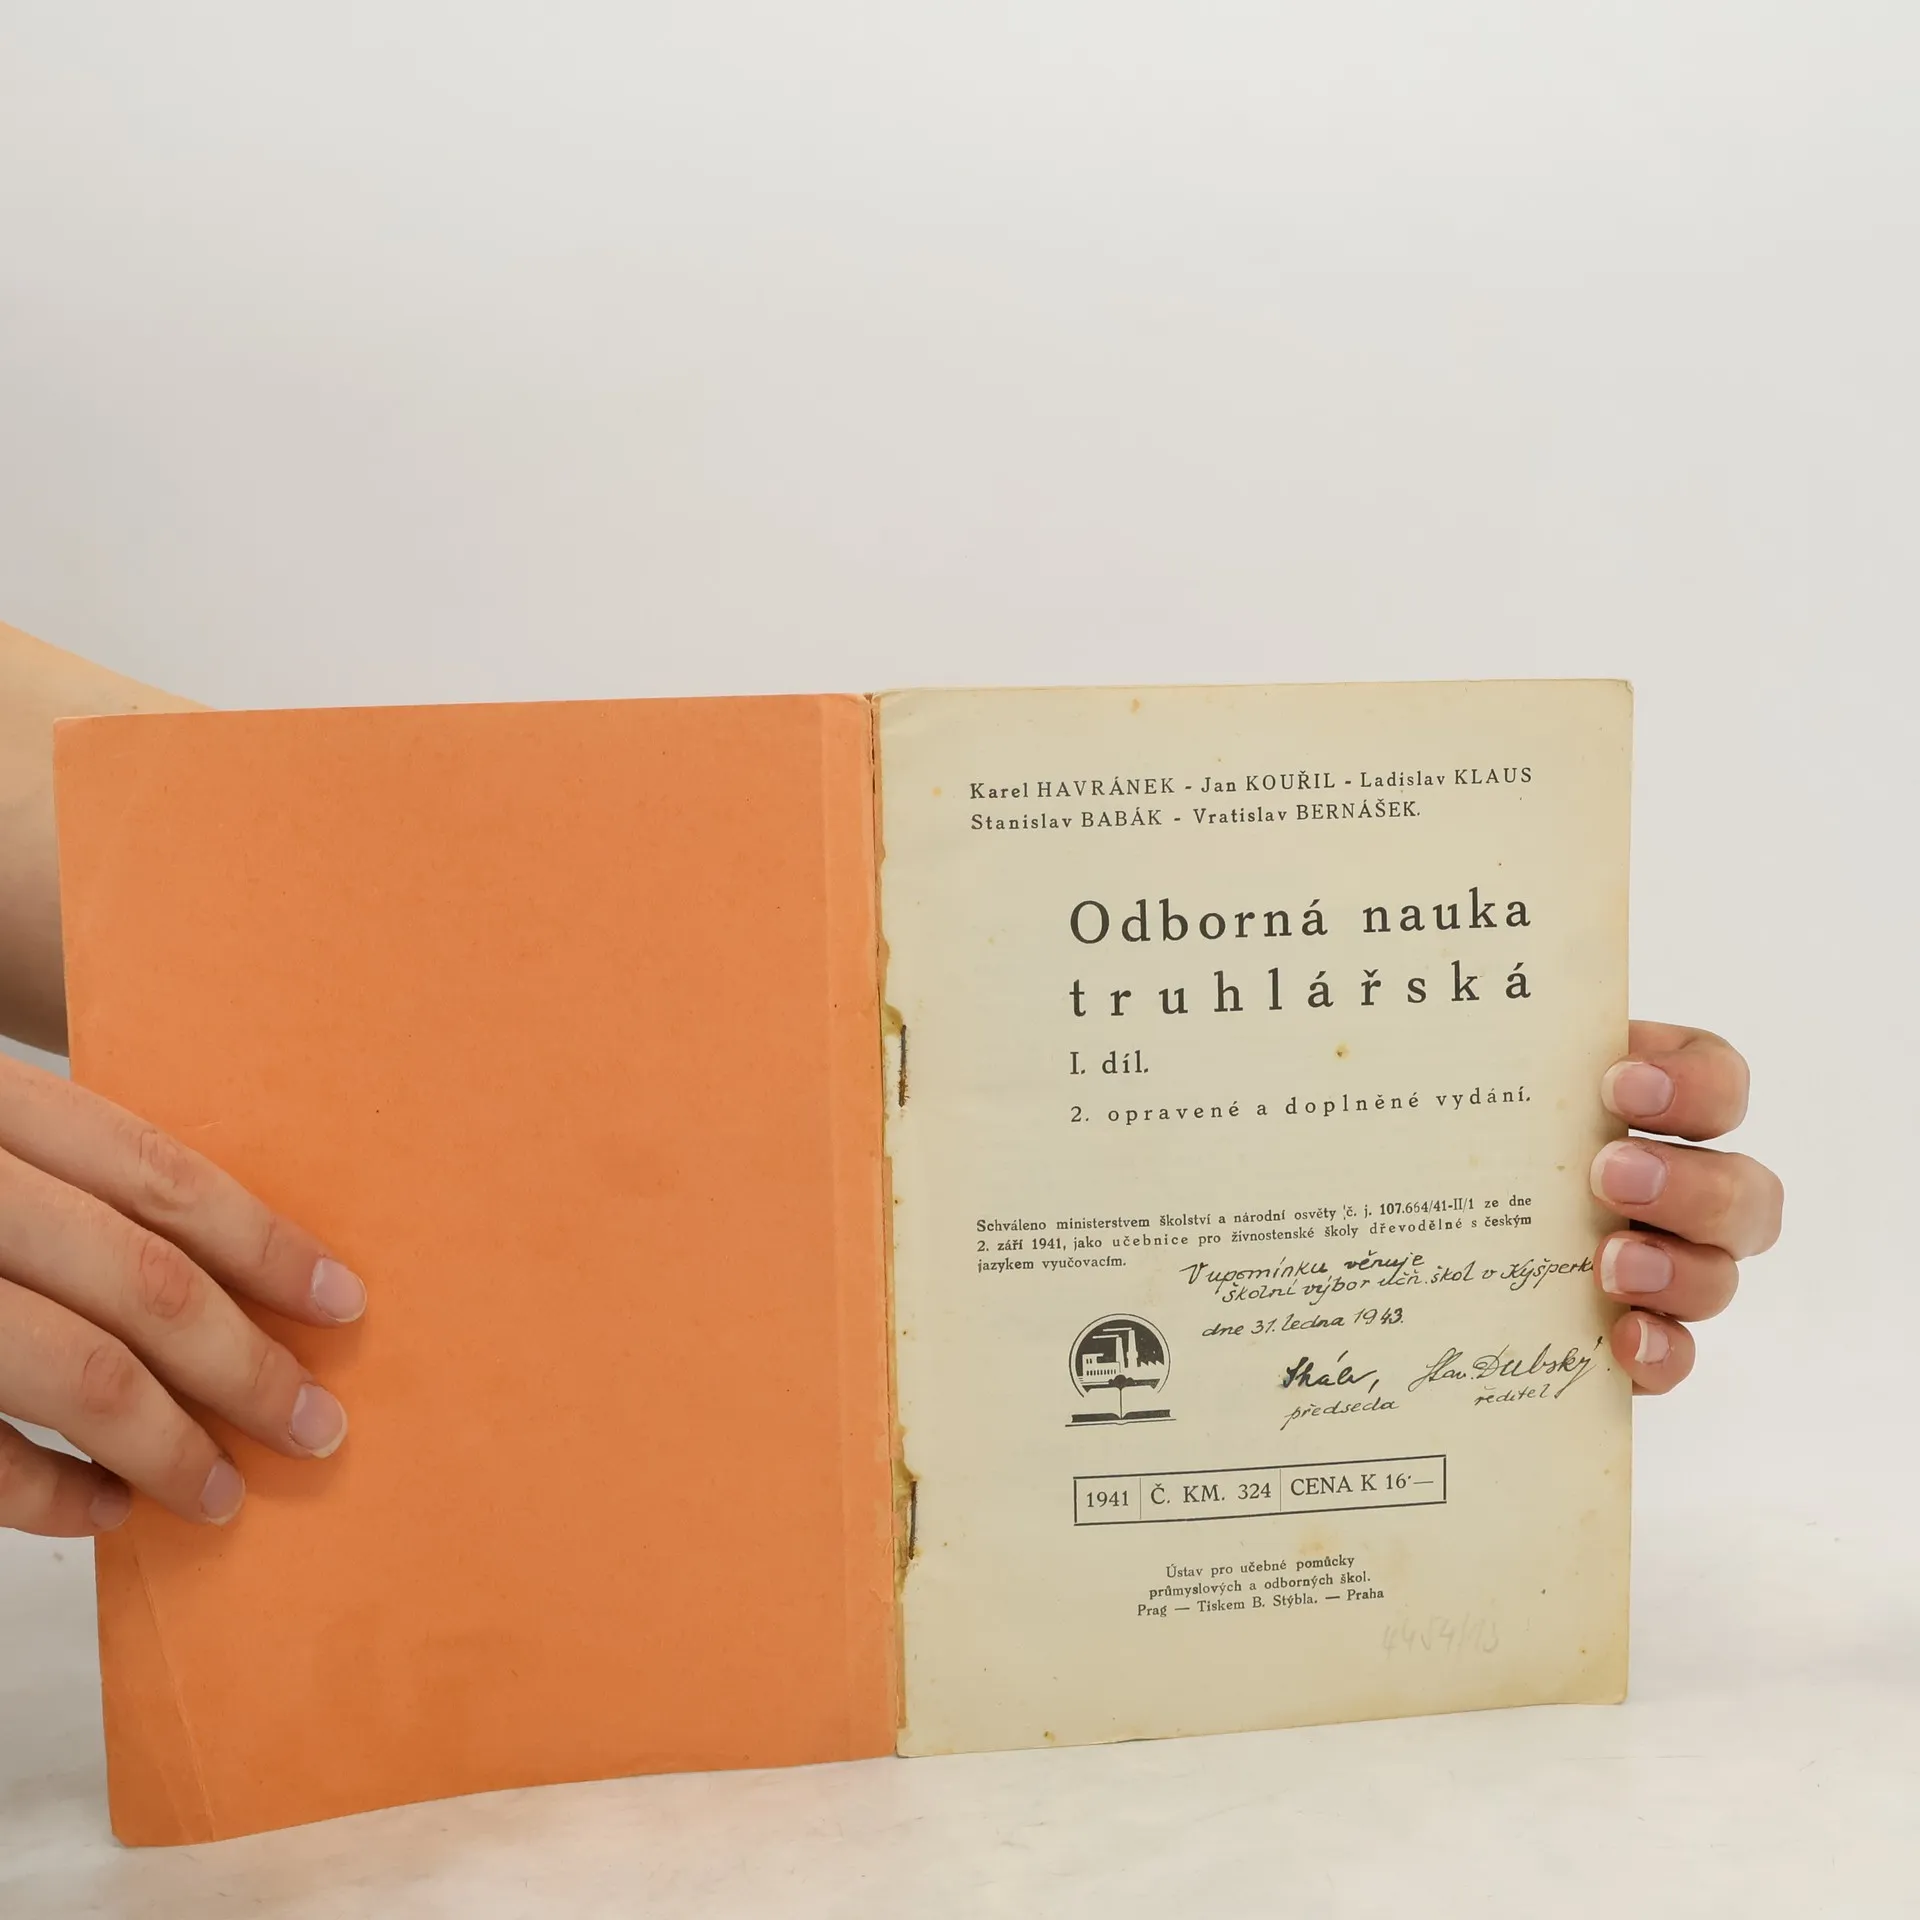 Karel HAVRÁNEK - Jan KOUŘIL - Ladislav KLAUS
Stanislav BABÁK - Vratislav BERNÁŠEK.
Odborná nauka
truhlářská
I. díl.
2. opravené a doplněné vydání.
Schváleno ministerstvem školství a národní osvěty č. j. 107.664/41-II/1 ze dne
2. září 1941, jako učebnice pro živnostenské školy dřevodělné s českým
jazykem vyučovacím.
Vupomínku věnuje
školní výbor učň. škol v Kyšperku
dne 31. ledna 1943.
Stan. Dubský
předseda
ředitel
1941 Č. KM. 324 CENA K 16·—
Ústav pro učebné pomůcky
průmyslových a odborných škol.
Prag — Tiskem B. Stýbla. — Praha